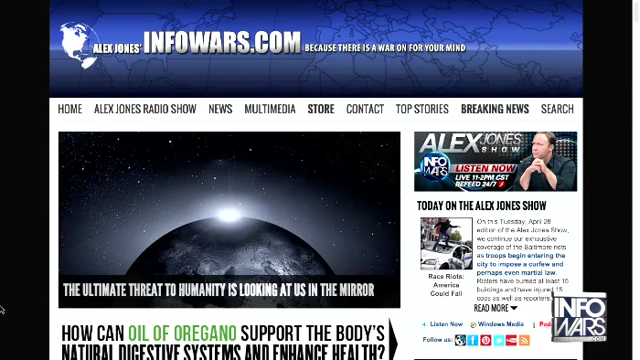 ALEX JONES' INFOWARS.COM BECAUSE THERE IS A WAR ON FOR YOUR MIND
HOME ALEX JONES RADIO SHOW NEWS MULTIMEDIA STORE CONTACT TOP STORIES BREAKING NEWS SEARCH
THE ULTIMATE THREAT TO HUMANITY IS LOOKING AT US IN THE MIRROR
HOW CAN OIL OF OREGANO SUPPORT THE BODY'S
NATURAL DIGESTIVE SYSTEMS AND ENHANCE HEALTH?
ALEX JONES
SHOW
INFO
WARS
LISTEN NOW
LIVE 11-2PM CST
REFEED 24/7
TODAY ON THE ALEX JONES SHOW
On this Tuesday, April 28
edition of the Alex Jones Show,
we continue our exhaustive
coverage of the Baltimore riots
as troops begin entering the
city to impose a curfew and
perhaps even martial law.
Rioters have burned at least 15
buildings and have injured 15
cops as well as reporters.
READ MORE
Race Riots:
America
Could Fall
Listen Now Windows Media
Follow us:
INFO
WARS
.COM